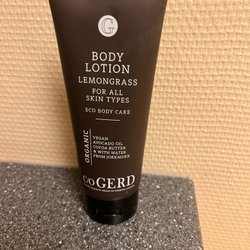 G
BODY
LOTION
LEMONGRASS
FOR ALL
SKIN TYPES
ECO BODY CARE
ORGANIC
VEGAN
AVOCADO OIL
COCOA BUTTER
& WITH WATER
FROM JOKKMOKK
C/O GERD